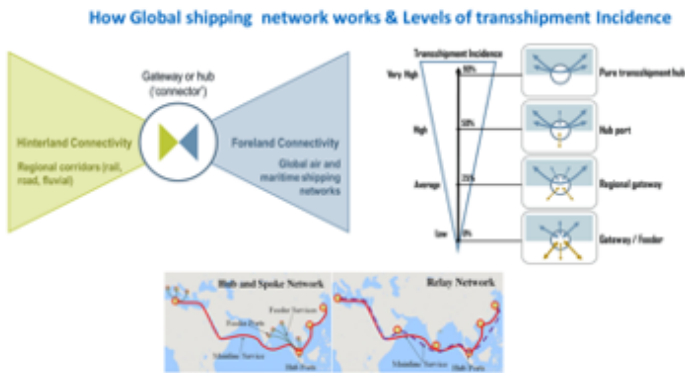 How Global shipping network works & Levels of transshipment Incidence
Gateway or hub
('connector')
Hinterland Connectivity
Regional corridors (rail,
road, fluvial)
Foreland Connectivity
Global air and
maritime shipping
networks
Transshipment Incidence
Very High
90%
Pure transshipment hub
High
50%
Hub port
Average
25%
Regional gateway
Low
0%
Gateway / Feeder
Hub and Spoke Network
Feeder Services
Feeder Ports
Mainline Service
Hub Ports
Relay Network
Mainline Service
Hub Ports